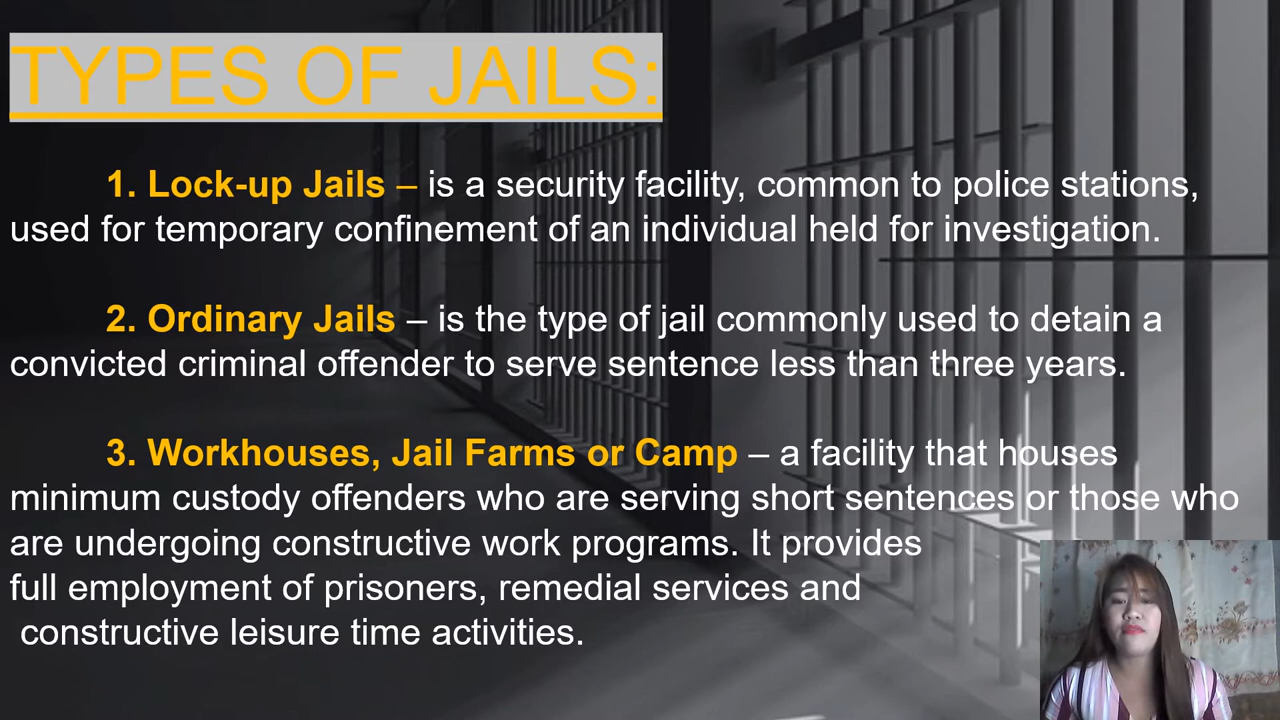 TYPES OF JAILS:
1. Lock-up Jails – is a security facility, common to police stations,
used for temporary confinement of an individual held for investigation.
2. Ordinary Jails – is the type of jail commonly used to detain a
convicted criminal offender to serve sentence less than three years.
3. Workhouses, Jail Farms or Camp – a facility that houses
minimum custody offenders who are serving short sentences or those who
are undergoing constructive work programs. It provides
full employment of prisoners, remedial services and
constructive leisure time activities.